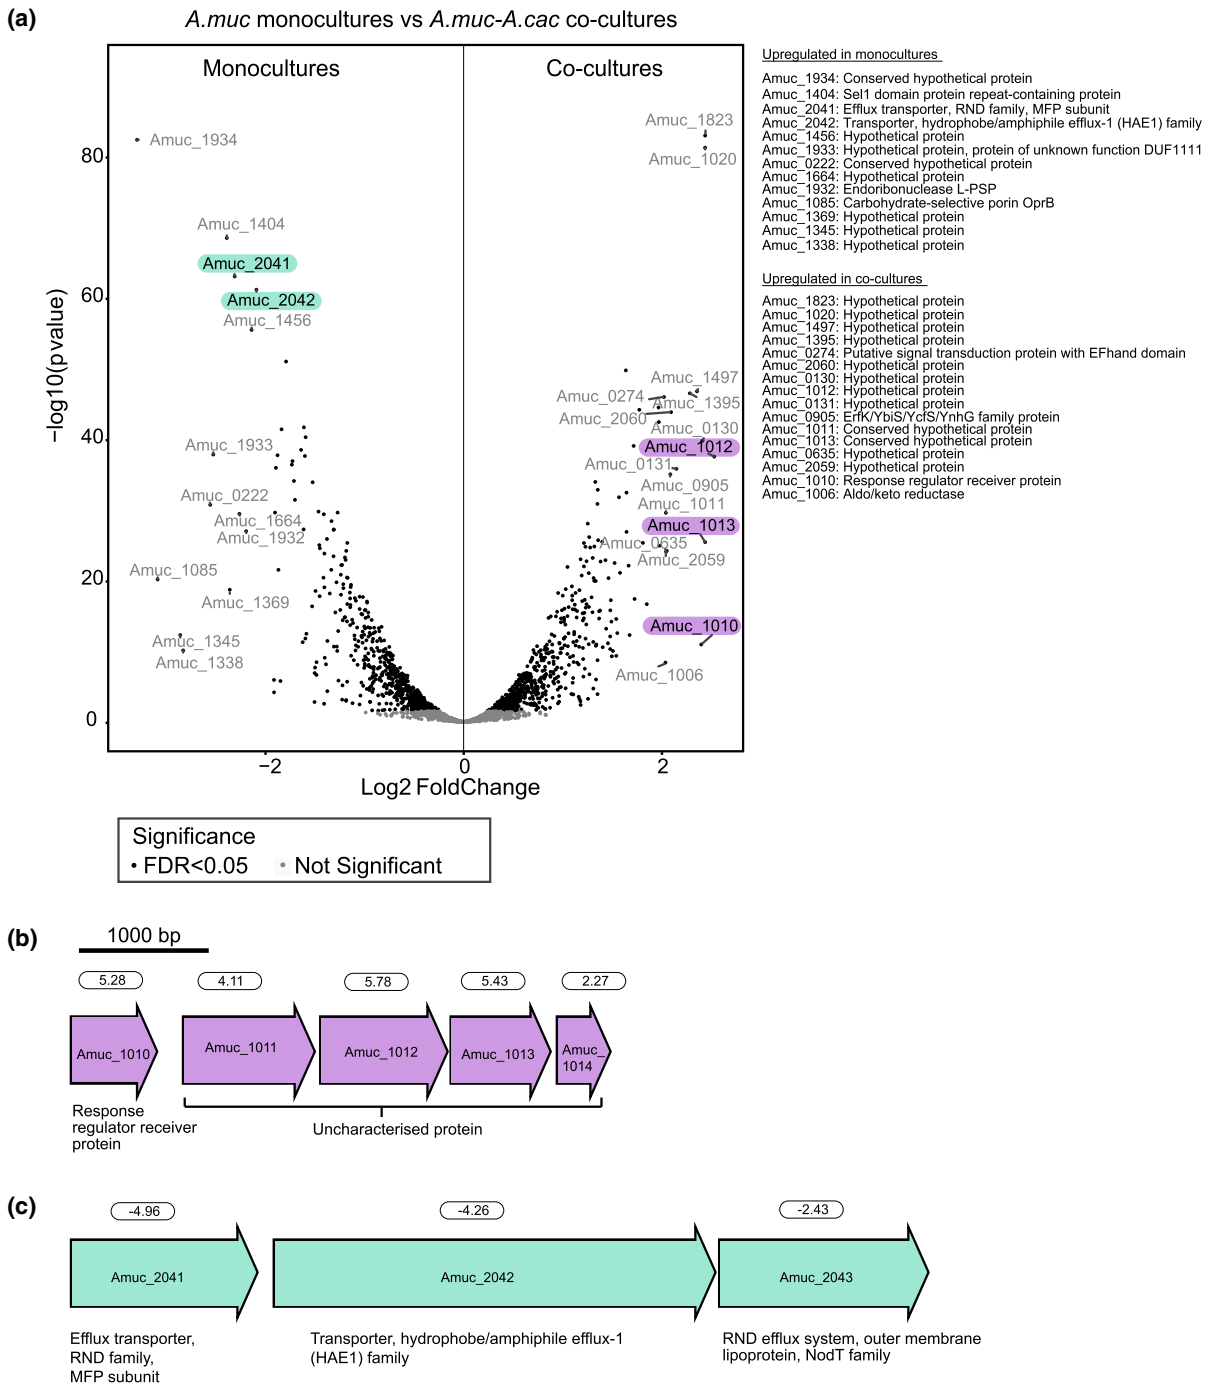 (a)
A.muc monocultures vs A.muc-A.cac co-cultures
Monocultures
Co-cultures
Amuc_1934
Amuc_1404
Amuc_2041
Amuc_2042
Amuc_1456
Amuc_1933
Amuc_0222
Amuc_1664
Amuc_1932
Amuc_1085
Amuc_1369
Amuc_1345
Amuc_1338
Amuc_1823
Amuc_1020
Amuc_1497
Amuc_0274
Amuc_1395
Amuc_2060
Amuc_0130
Amuc_1012
Amuc_0131
Amuc_0905
Amuc_1011
Amuc_1013
Amuc_0635
Amuc_2059
Amuc_1010
Amuc_1006
−log10(pvalue)
80
60
40
20
0
−2
0
2
Log2 FoldChange
Significance
FDR<0.05
Not Significant
Upregulated in monocultures
Amuc_1934: Conserved hypothetical protein
Amuc_1404: Sel1 domain protein repeat-containing protein
Amuc_2041: Efflux transporter, RND family, MFP subunit
Amuc_2042: Transporter, hydrophobe/amphiphile efflux-1 (HAE1) family
Amuc_1456: Hypothetical protein
Amuc_1933: Hypothetical protein, protein of unknown function DUF1111
Amuc_0222: Conserved hypothetical protein
Amuc_1664: Hypothetical protein
Amuc_1932: Endoribonuclease L-PSP
Amuc_1085: Carbohydrate-selective porin OprB
Amuc_1369: Hypothetical protein
Amuc_1345: Hypothetical protein
Amuc_1338: Hypothetical protein
Upregulated in co-cultures
Amuc_1823: Hypothetical protein
Amuc_1020: Hypothetical protein
Amuc_1497: Hypothetical protein
Amuc_1395: Hypothetical protein
Amuc_0274: Putative signal transduction protein with EFhand domain
Amuc_2060: Hypothetical protein
Amuc_0130: Hypothetical protein
Amuc_1012: Hypothetical protein
Amuc_0131: Hypothetical protein
Amuc_0905: ErfK/YbiS/YcfS/YnhG family protein
Amuc_1011: Conserved hypothetical protein
Amuc_1013: Conserved hypothetical protein
Amuc_0635: Hypothetical protein
Amuc_2059: Hypothetical protein
Amuc_1010: Response regulator receiver protein
Amuc_1006: Aldo/keto reductase
(b)
1000 bp
5.28
4.11
5.78
5.43
2.27
Amuc_1010
Amuc_1011
Amuc_1012
Amuc_1013
Amuc_
1014
Response
regulator receiver
protein
Uncharacterised protein
(c)
-4.96
-4.26
-2.43
Amuc_2041
Amuc_2042
Amuc_2043
Efflux transporter,
RND family,
MFP subunit
Transporter, hydrophobe/amphiphile efflux-1
(HAE1) family
RND efflux system, outer membrane
lipoprotein, NodT family